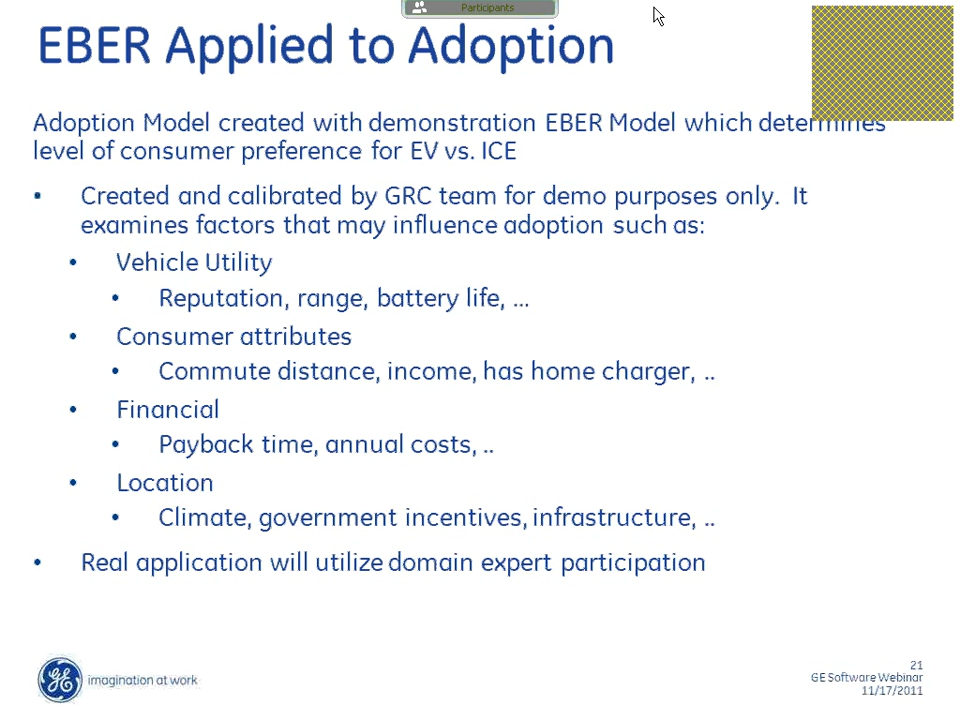 Participants
EBER Applied to Adoption
Adoption Model created with demonstration EBER Model which determines
level of consumer preference for EV vs. ICE
• Created and calibrated by GRC team for demo purposes only. It
examines factors that may influence adoption such as:
• Vehicle Utility
• Reputation, range, battery life, ...
• Consumer attributes
• Commute distance, income, has home charger, ..
• Financial
• Payback time, annual costs, ..
• Location
• Climate, government incentives, infrastructure, ..
• Real application will utilize domain expert participation
GE imagination at work
21
GE Software Webinar
11/17/2011